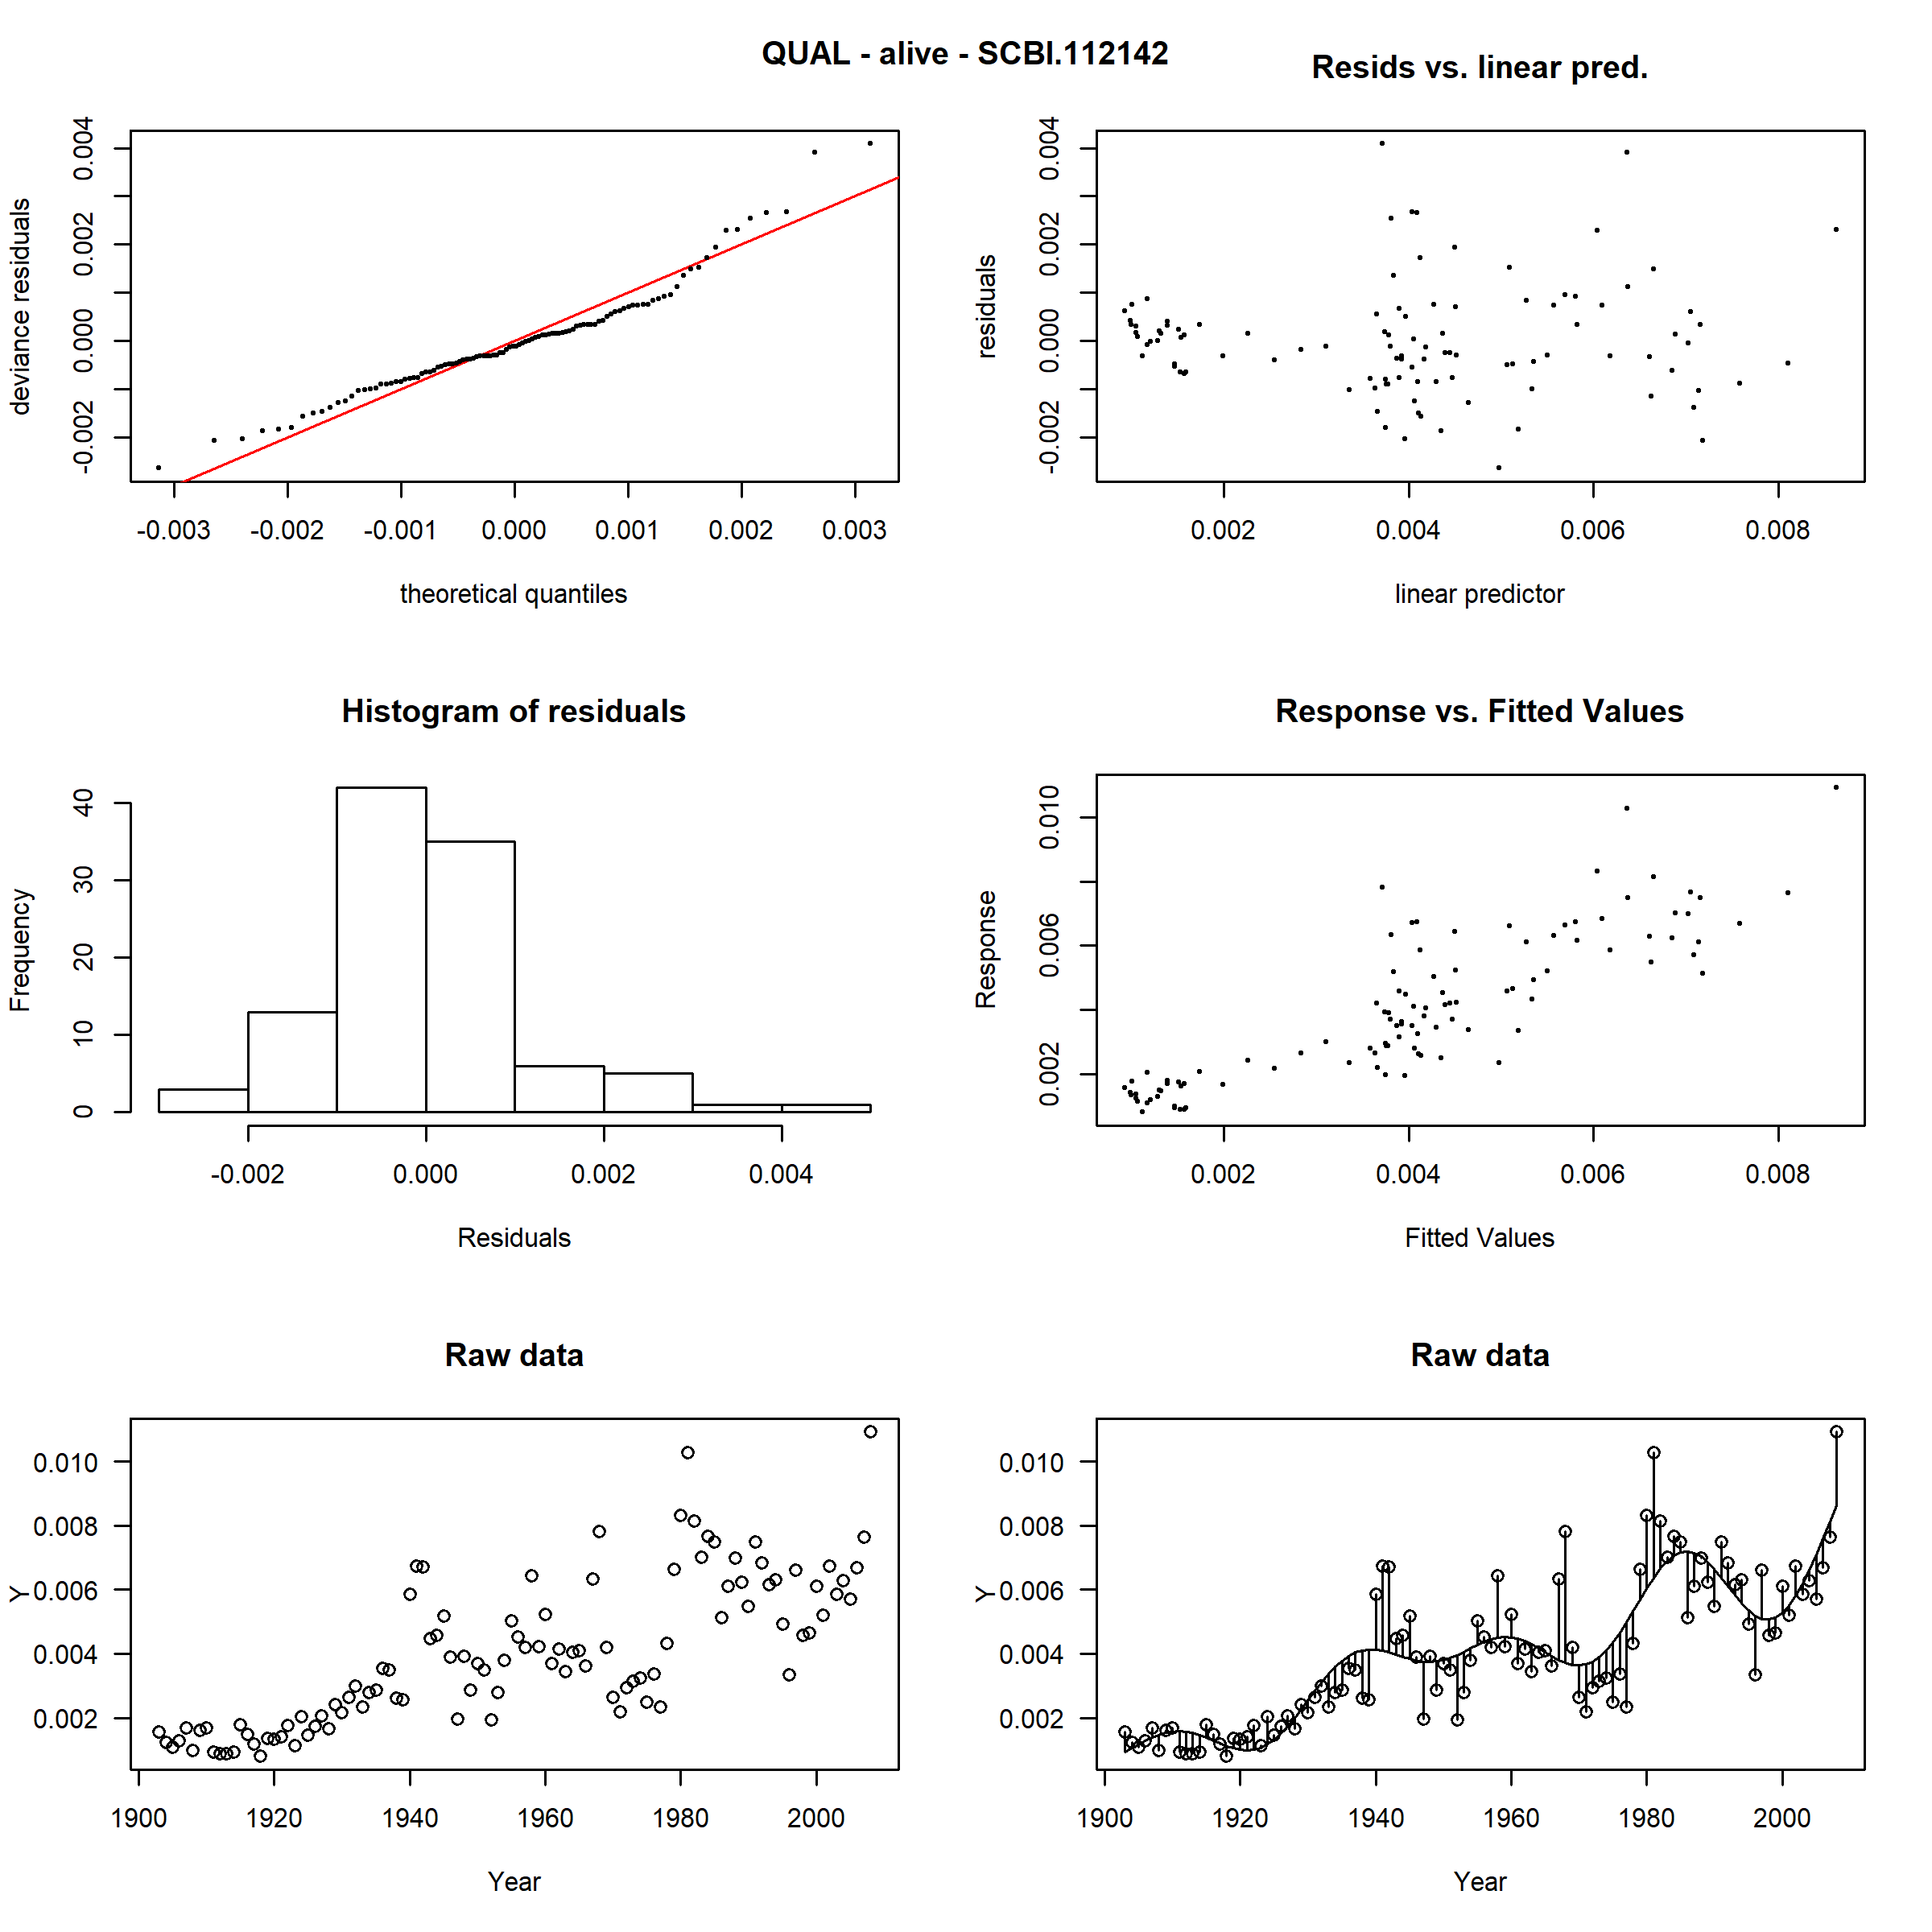 QUAL - alive - SCBI.112142
Resids vs. linear pred.
deviance residuals
-0.002 0.000 0.002 0.004
-0.003 -0.002 -0.001 0.000 0.001 0.002 0.003
theoretical quantiles
residuals
-0.002 0.000 0.002 0.004
0.002 0.004 0.006 0.008
linear predictor
Histogram of residuals
Frequency
0 10 20 30 40
-0.002 0.000 0.002 0.004
Residuals
Response vs. Fitted Values
Response
0.002 0.006 0.010
0.002 0.004 0.006 0.008
Fitted Values
Raw data
Y
0.010
0.008
0.006
0.004
0.002
1900 1920 1940 1960 1980 2000
Year
Raw data
Y
0.010
0.008
0.006
0.004
0.002
1900 1920 1940 1960 1980 2000
Year